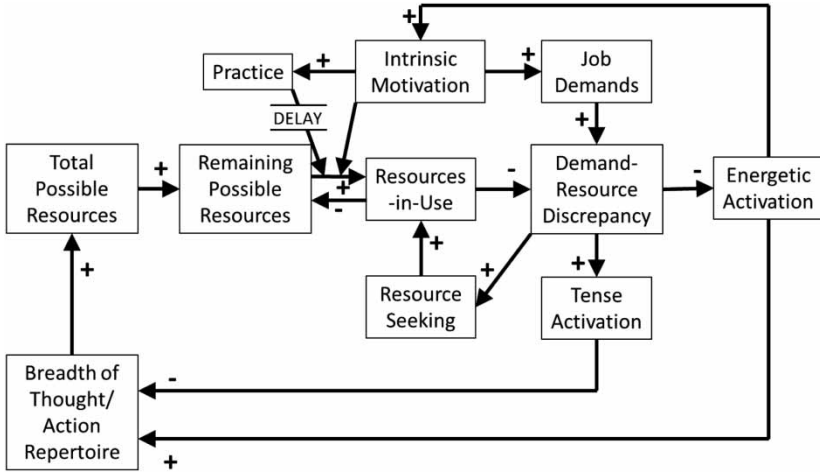 +
Practice
+
Intrinsic
Motivation
+
Job
Demands
DELAY
+
Total
Possible
Resources
+
Remaining
Possible
Resources
+
-
Resources
-in-Use
-
Demand-
Resource
Discrepancy
-
Energetic
Activation
+
+
+
+
Resource
Seeking
Tense
Activation
Breadth of
Thought/
Action
Repertoire
-
+